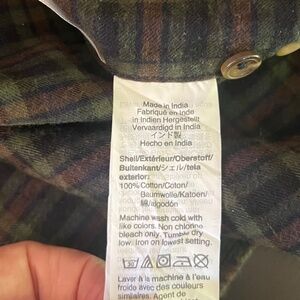 Made in India
Fabriqué en Inde
in Indien Hergestellt
Vervaardigd in India
インド製
Hecho en India
Shell/Extérieur/Oberstoff/
Buitenkant/シェル/tela
exterior:
100% Cotton/Coton/
Baumwolle/Katoen/
綿/algodón
Machine wash cold with
like colors. Non chlorine
bleach only. Tumble dry
low. Iron on lowest setting.
Laver à la machine à l'eau
froide avec des couleurs
similaires. Agent de